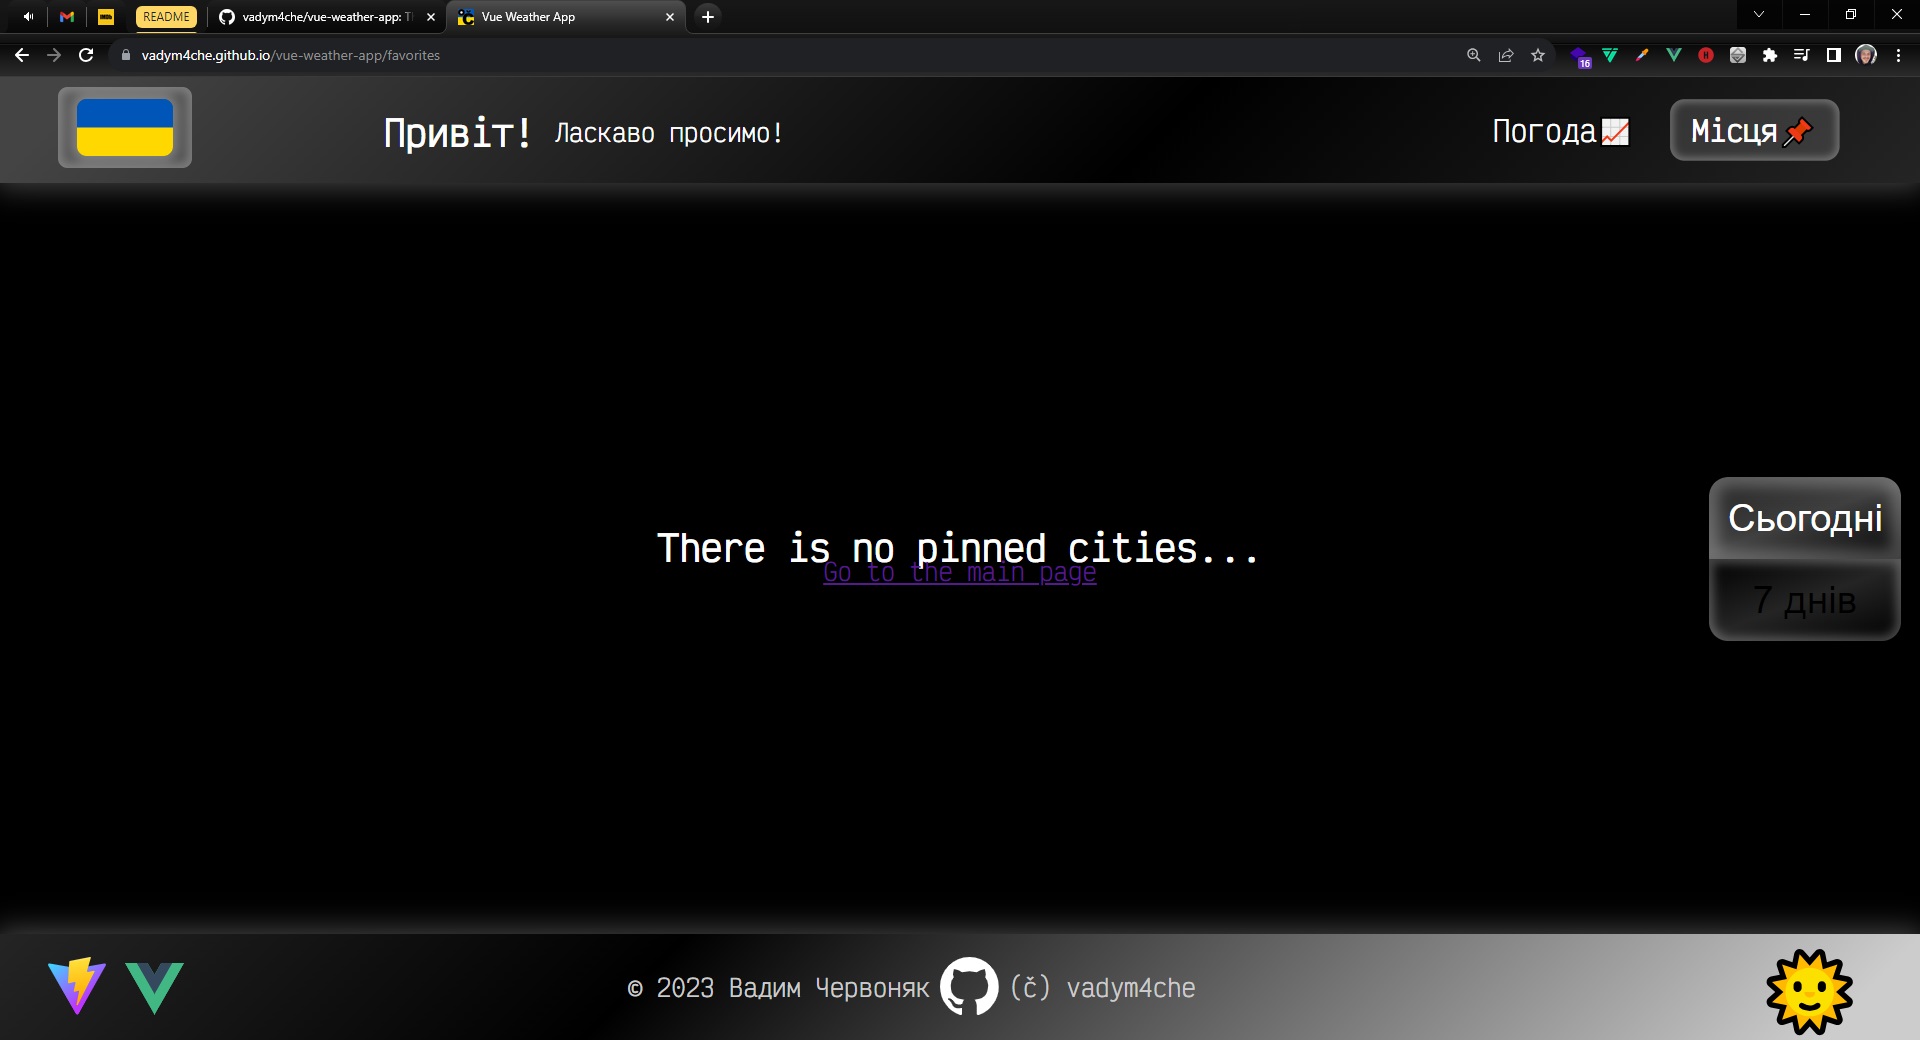 README
vadym4che/vue-weather-app: T
Vue Weather App
vadym4che.github.io/vue-weather-app/favorites
16
Привіт! Ласкаво просимо!
Погода
Місця
There is no pinned cities...
Go to the main page
Сьогодні
7 днів
© 2023 Вадим Червоняк (č) vadym4che